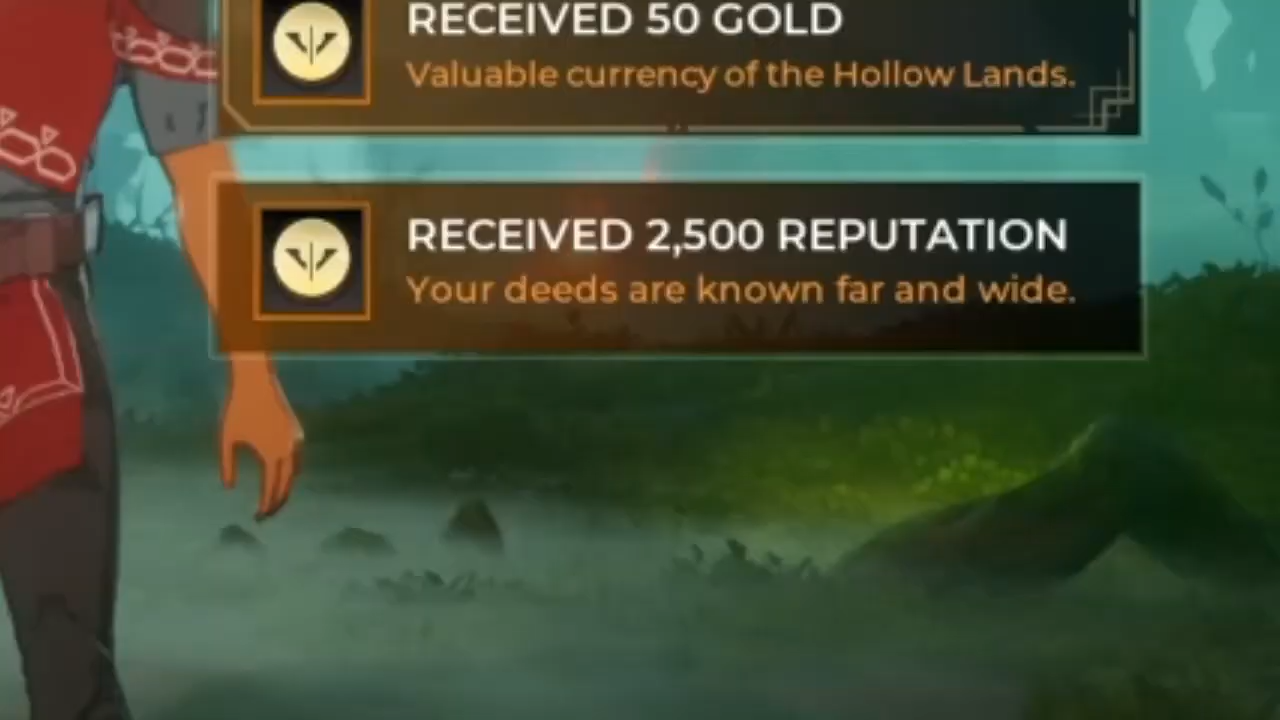 RECEIVED 50 GOLD
Valuable currency of the Hollow Lands.
RECEIVED 2,500 REPUTATION
Your deeds are known far and wide.